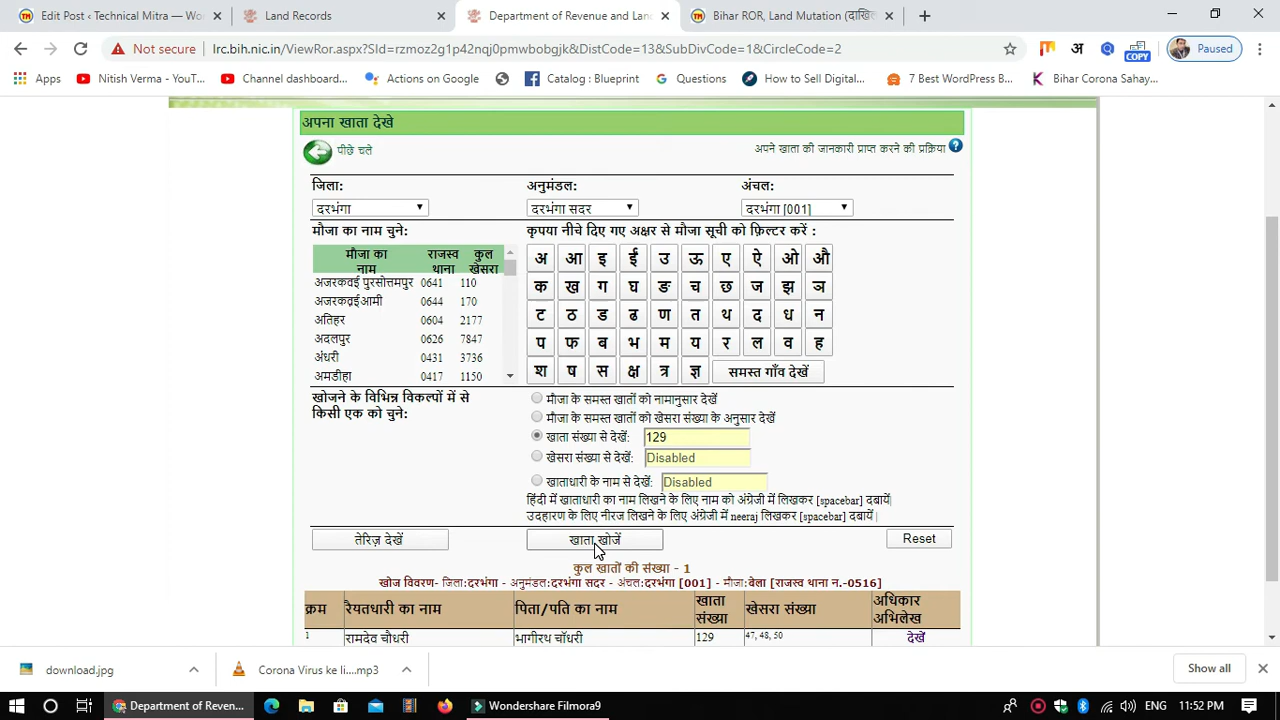 Edit Post ‹ Technical Mitra — Wo
Land Records
Department of Revenue and Lan
Bihar ROR, Land Mutation (दाखिल
Not secure
lrc.bih.nic.in/ViewRor.aspx?SId=rzmoz2g1p42mhj0pmwbobgjk&DistCode=13&SubDivCode=1&CircleCode=2
अ
COPY
Paused
Apps
Nitish Verma - YouT...
Channel dashboard...
Actions on Google
Catalog : Blueprint
Questions
How to Sell Digital...
7 Best WordPress B...
Bihar Corona Sahay...
अपना खाता देखे
पीछे चले
अपने खाता की जानकारी प्राप्त करने की प्रक्रिया
जिला: अनुमंडल: अंचल:
दरभंगा दरभंगा सदर दरभंगा [001]
मौजा का नाम चुने: कृपया नीचे दिए गए अक्षर से मौजा सूची को फ़िल्टर करें :
मौजा का नाम राजस्व थाना कुल खेसरा
अजरकवई पुरसोत्तमपुर 0641 110
अजरकव्रईआमी 0644 170
अतिहर 0604 2177
अदलपुर 0626 7847
अंधरी 0431 3736
अमडीहा 0417 1150
अ आ इ ई उ ऊ ए ऐ ओ औ
क ख ग घ ङ च छ ज झ ञ
ट ठ ड ढ ण त थ द ध न
प फ ब भ म य र ल व ह
श ष स क्ष त्र ज्ञ समस्त गाँव देखें
खोजने के विभिन्न विकल्पों में से
किसी एक को चुने:
मौजा के समस्त खातों को नामानुसार देखें
मौजा के समस्त खातों को खेसरा संख्या के अनुसार देखें
खाता संख्या से देखें: 129
खेसरा संख्या से देखें: Disabled
खाताधारी के नाम से देखें: Disabled
हिंदी में खाताधारी का नाम लिखने के लिए नाम को अंग्रेजी में लिखकर [spacebar] दबायें|
उदहारण के लिए नीरज लिखने के लिए अंग्रेजी में neeraj लिखकर [spacebar] दबायें |
तेरिज़ देखें
खाता खोजें
Reset
कुल खातों की संख्या - 1
खोज विवरण- जिला:दरभंगा - अनुमंडल:दरभंगा सदर - अंचल:दरभंगा [001] - मौजा:बेला [राजस्व थाना न.-0516]
क्रम रैयतधारी का नाम पिता/पति का नाम खाता संख्या खेसरा संख्या अधिकार अभिलेख
1 रामदेव चौधरी भागीरथ चॉधरी 129 47, 48, 50 देखें
download.jpg
Corona Virus ke li....mp3
Show all
Department of Reven...
Wondershare Filmora9
ENG
11:52 PM